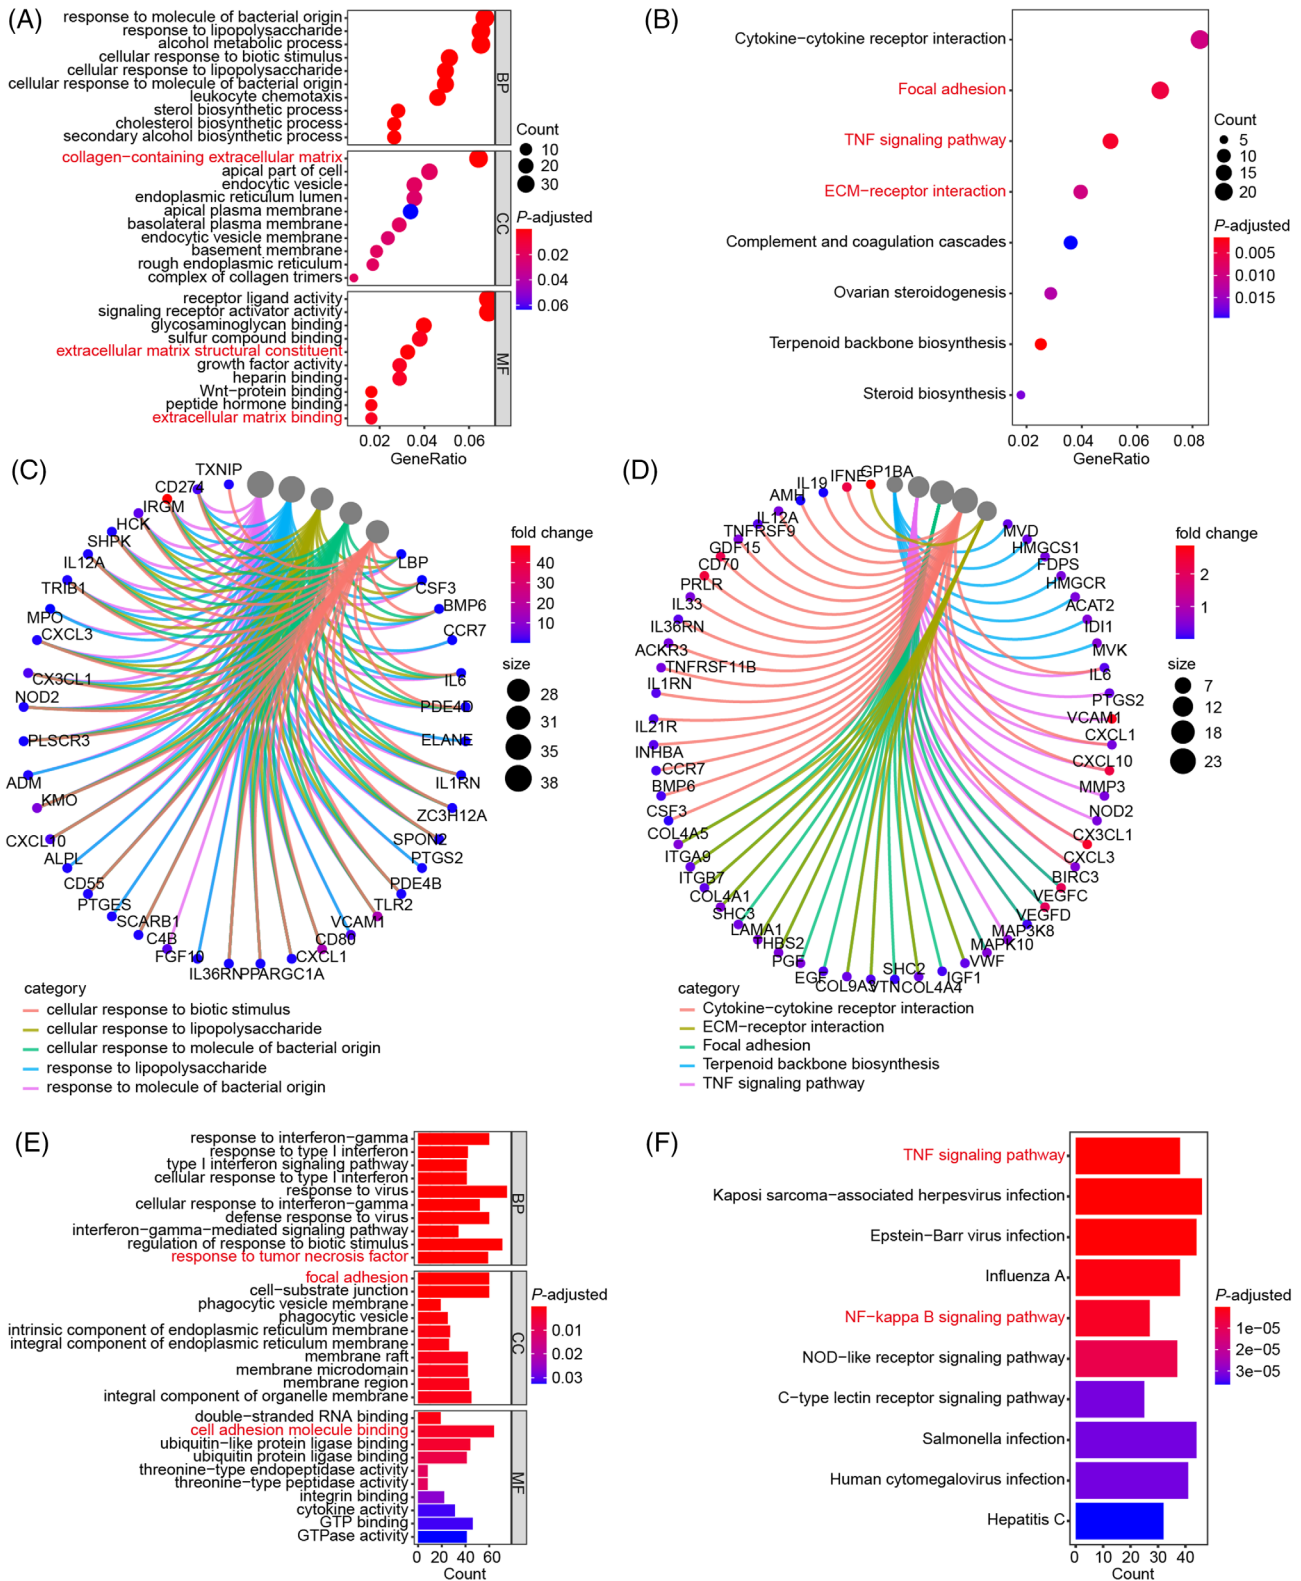 (A)
response to molecule of bacterial origin
response to lipopolysaccharide
alcohol metabolic process
cellular response to biotic stimulus
cellular response to lipopolysaccharide
cellular response to molecule of bacterial origin
leukocyte chemotaxis
sterol biosynthetic process
cholesterol biosynthetic process
secondary alcohol biosynthetic process
BP
collagen−containing extracellular matrix
apical part of cell
endocytic vesicle
endoplasmic reticulum lumen
apical plasma membrane
basolateral plasma membrane
endocytic vesicle membrane
basement membrane
rough endoplasmic reticulum
complex of collagen trimers
CC
receptor ligand activity
signaling receptor activator activity
glycosaminoglycan binding
sulfur compound binding
extracellular matrix structural constituent
growth factor activity
heparin binding
Wnt−protein binding
peptide hormone binding
extracellular matrix binding
MF
0.02 0.04 0.06
GeneRatio
Count
10
20
30
P-adjusted
0.02
0.04
0.06
(B)
Cytokine−cytokine receptor interaction
Focal adhesion
TNF signaling pathway
ECM−receptor interaction
Complement and coagulation cascades
Ovarian steroidogenesis
Terpenoid backbone biosynthesis
Steroid biosynthesis
0.02 0.04 0.06 0.08
GeneRatio
Count
5
10
15
20
P-adjusted
0.005
0.010
0.015
(C)
TXNIP
CD274
IRGM
HCK
SHPK
IL12A
TRIB1
MPO
CXCL3
CX3CL1
NOD2
PLSCR3
ADM
KMO
CXCL10
ALPL
CD55
PTGES
SCARB1
C4B
FGF10
IL36RN
PPARGC1A
CXCL1
CD80
VCAM1
TLR2
PDE4B
PTGS2
SPON2
ZC3H12A
IL1RN
ELANE
PDE4D
IL6
CCR7
BMP6
CSF3
LBP
fold change
40
30
20
10
size
28
31
35
38
category
cellular response to biotic stimulus
cellular response to lipopolysaccharide
cellular response to molecule of bacterial origin
response to lipopolysaccharide
response to molecule of bacterial origin
(D)
GP1BA
IFNE
IL19
AMH
IL12A
TNFRSF9
GDF15
CD70
PRLR
IL33
IL36RN
ACKR3
TNFRSF11B
IL1RN
IL21R
INHBA
CCR7
BMP6
CSF3
COL4A5
ITGA9
ITGB7
COL4A1
SHC3
LAMA1
THBS2
PGF
EGF
COL9A3
VTN
SHC2
COL4A4
IGF1
VWF
MAPK10
MAP3K8
VEGFD
VEGFC
BIRC3
CXCL3
CX3CL1
NOD2
MMP3
CXCL10
CXCL1
VCAM1
PTGS2
IL6
MVK
IDI1
ACAT2
HMGCR
FDPS
HMGCS1
MVD
fold change
2
1
size
7
12
18
23
category
Cytokine−cytokine receptor interaction
ECM−receptor interaction
Focal adhesion
Terpenoid backbone biosynthesis
TNF signaling pathway
(E)
response to interferon−gamma
response to type I interferon
type I interferon signaling pathway
cellular response to type I interferon
response to virus
cellular response to interferon−gamma
defense response to virus
interferon−gamma−mediated signaling pathway
regulation of response to biotic stimulus
response to tumor necrosis factor
BP
focal adhesion
cell−substrate junction
phagocytic vesicle membrane
phagocytic vesicle
intrinsic component of endoplasmic reticulum membrane
integral component of endoplasmic reticulum membrane
membrane raft
membrane microdomain
membrane region
integral component of organelle membrane
CC
double−stranded RNA binding
cell adhesion molecule binding
ubiquitin−like protein ligase binding
ubiquitin protein ligase binding
threonine−type endopeptidase activity
threonine−type peptidase activity
integrin binding
cytokine activity
GTP binding
GTPase activity
MF
0 20 40 60
Count
P-adjusted
0.01
0.02
0.03
(F)
TNF signaling pathway
Kaposi sarcoma−associated herpesvirus infection
Epstein−Barr virus infection
Influenza A
NF−kappa B signaling pathway
NOD−like receptor signaling pathway
C−type lectin receptor signaling pathway
Salmonella infection
Human cytomegalovirus infection
Hepatitis C
0 10 20 30 40
Count
P-adjusted
1e−05
2e−05
3e−05